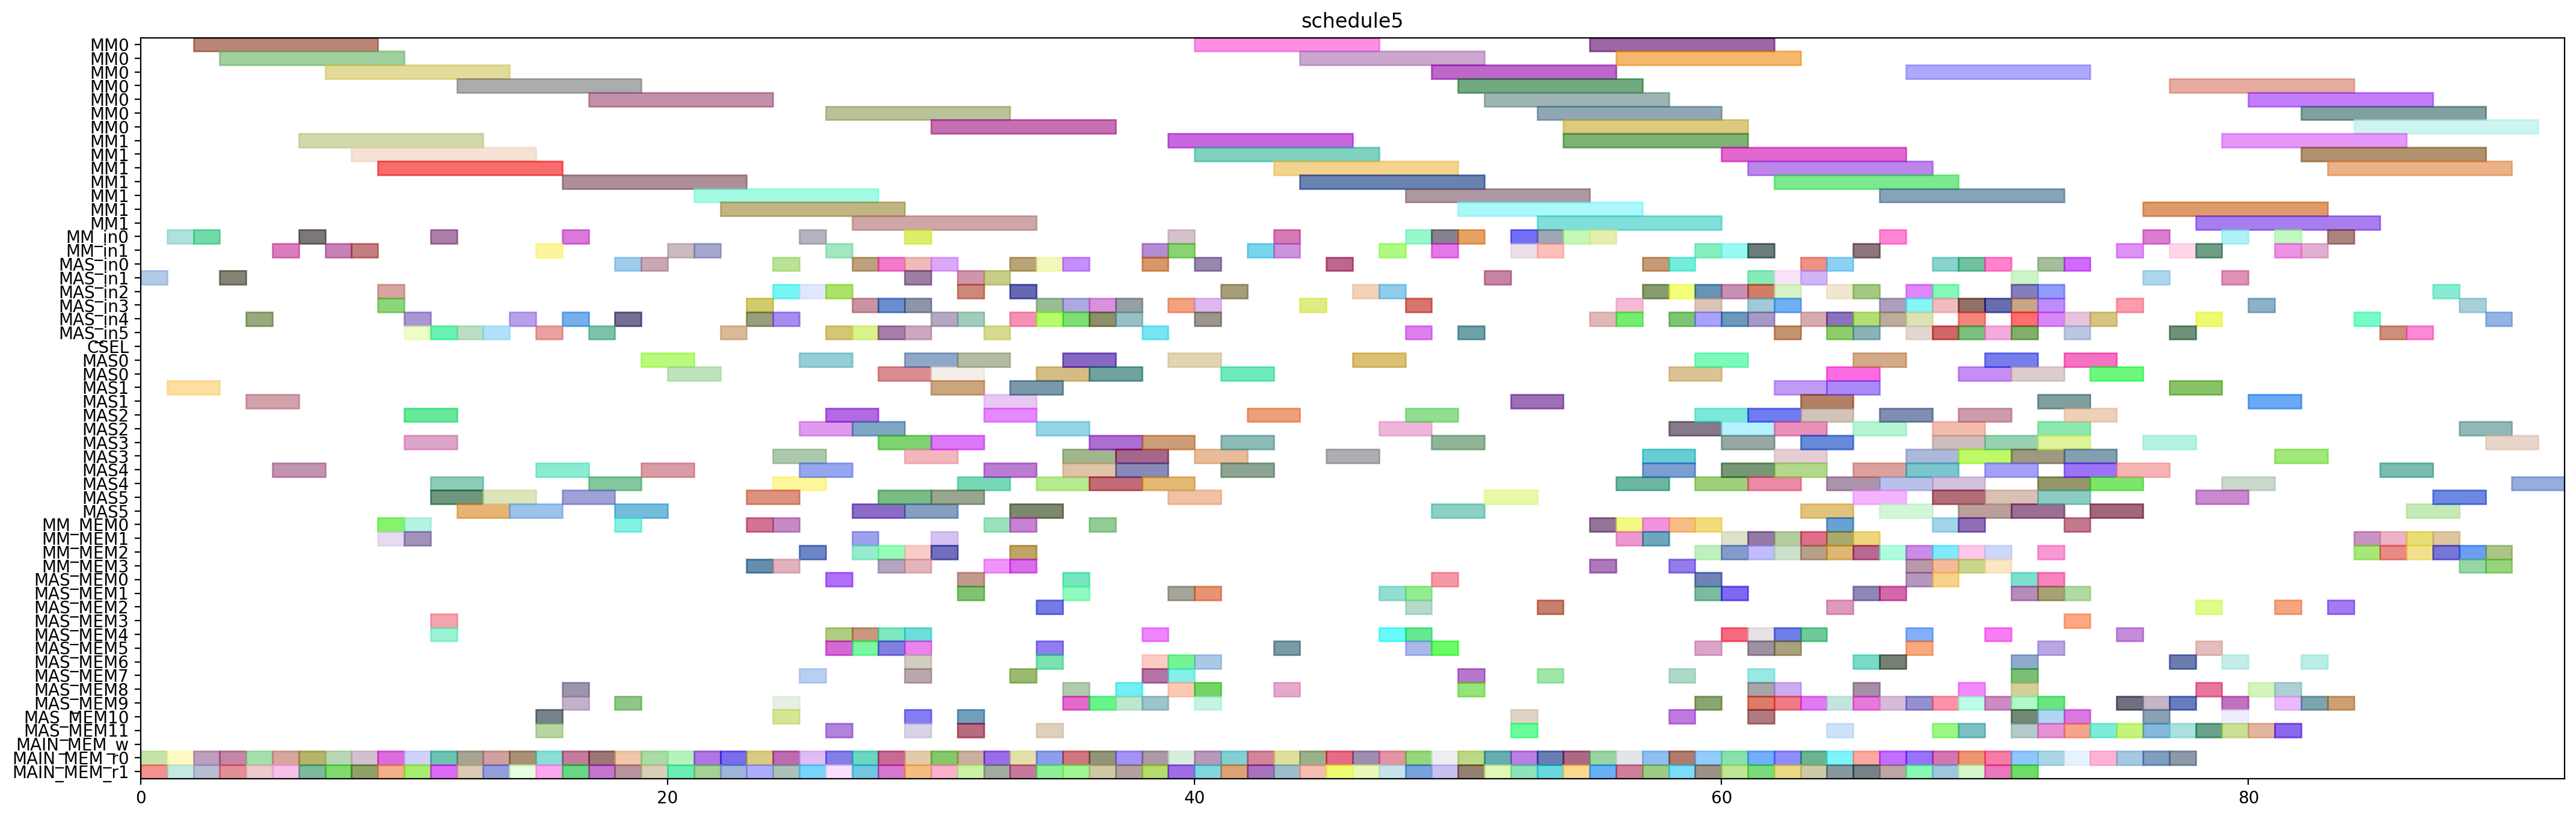 schedule5
MM0
MM0
MM0
MM0
MM0
MM0
MM0
MM1
MM1
MM1
MM1
MM1
MM1
MM1
MM_in0
MM_in1
MAS_in0
MAS_in1
MAS_in2
MAS_in3
MAS_in4
MAS_in5
CSEL
MAS0
MAS0
MAS1
MAS1
MAS2
MAS2
MAS3
MAS3
MAS4
MAS4
MAS5
MAS5
MM_MEM0
MM_MEM1
MM_MEM2
MM_MEM3
MAS_MEM0
MAS_MEM1
MAS_MEM2
MAS_MEM3
MAS_MEM4
MAS_MEM5
MAS_MEM6
MAS_MEM7
MAS_MEM8
MAS_MEM9
MAS_MEM10
MAS_MEM11
MAIN_MEM_w
MAIN_MEM_r0
MAIN_MEM_r1
0 20 40 60 80